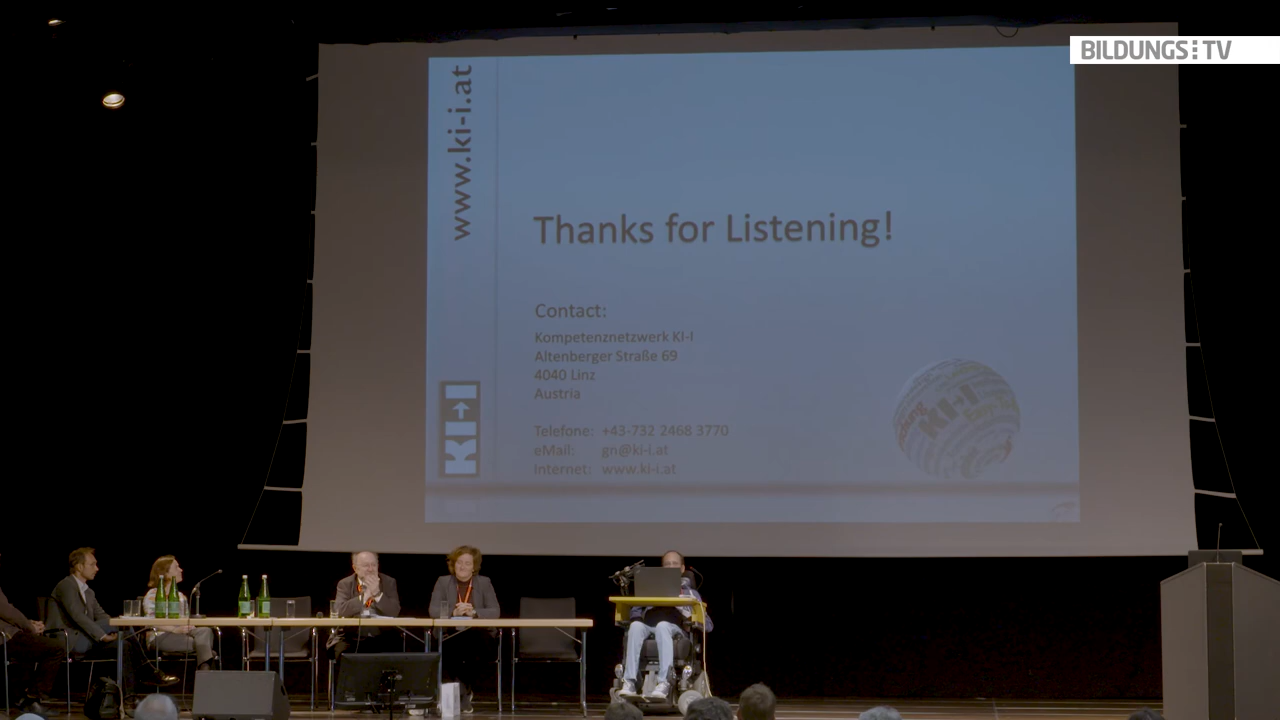 BILDUNGS TV
www.ki-i.at
Thanks for Listening!
Contact:
Kompetenznetzwerk KI-I
Altenberger Straße 69
4040 Linz
Austria
Telefone: +43-732 2468 3770
eMail: gn@ki-i.at
Internet: www.ki-i.at
KI-I
KI-I